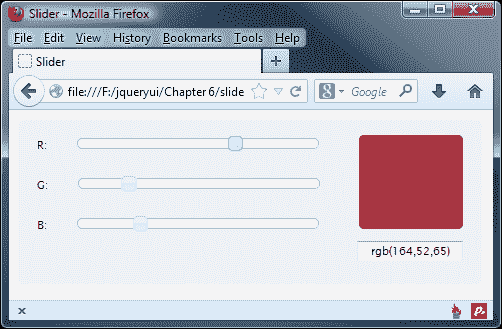 Slider - Mozilla Firefox
File Edit View History Bookmarks Tools Help
Slider
file:///F:/jqueryui/Chapter 6/slide
Google
R:
G:
B:
rgb(164,52,65)